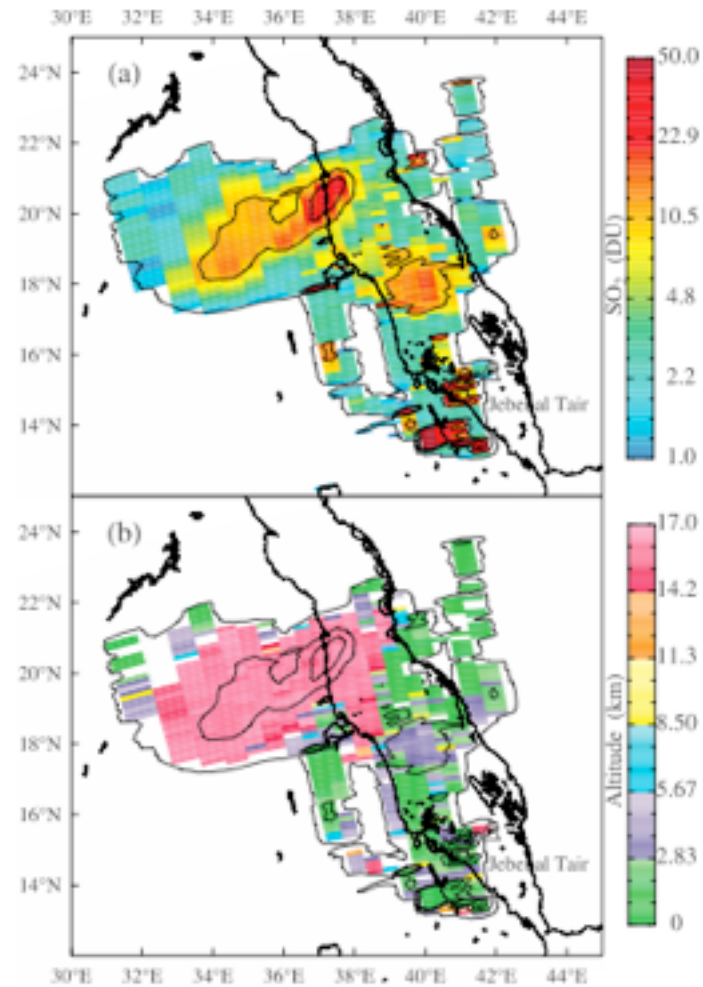 30°E 32°E 34°E 36°E 38°E 40°E 42°E 44°E
24°N
(a)
50.0
22°N
22.9
20°N
10.5
SO₂ (DU)
18°N
4.8
16°N
2.2
Jebel al Tair
14°N
1.0
24°N
(b)
17.0
22°N
14.2
20°N
11.3
Altitude (km)
8.50
18°N
5.67
16°N
2.83
Jebel al Tair
14°N
0
30°E 32°E 34°E 36°E 38°E 40°E 42°E 44°E